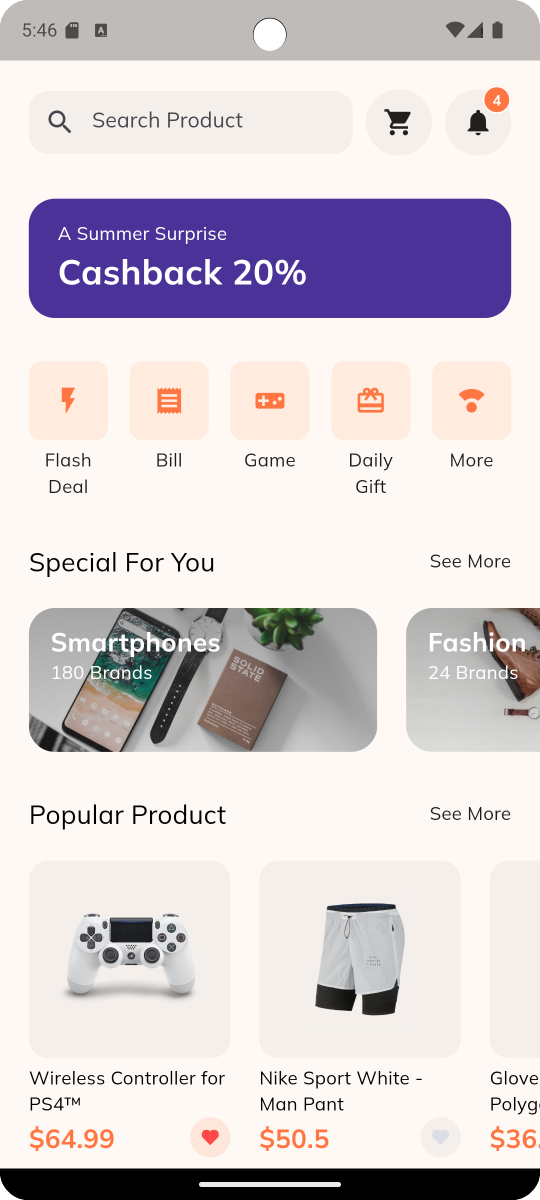 5:46
Search Product
4
A Summer Surprise
Cashback 20%
Flash
Deal
Bill
Game
Daily
Gift
More
Special For You
See More
Smartphones
180 Brands
SOLID
STATE
Fashion
24 Brands
Popular Product
See More
Wireless Controller for
PS4™
$64.99
Nike Sport White -
Man Pant
$50.5
Glove
Polyg
$36.